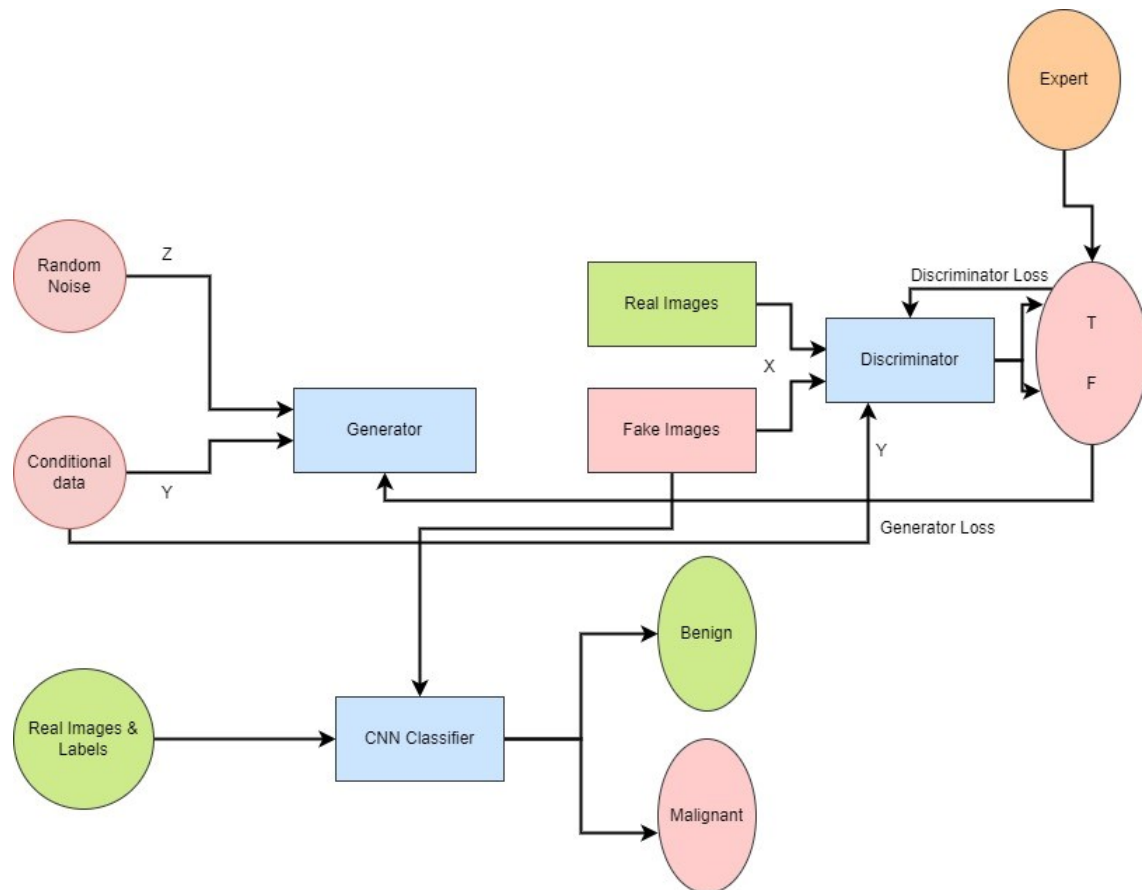 Expert
Z
Random
Noise
Discriminator Loss
Real Images
T
X
Discriminator
F
Generator
Fake Images
Y
Conditional
data
Y
Generator Loss
Benign
Real Images &
Labels
CNN Classifier
Malignant